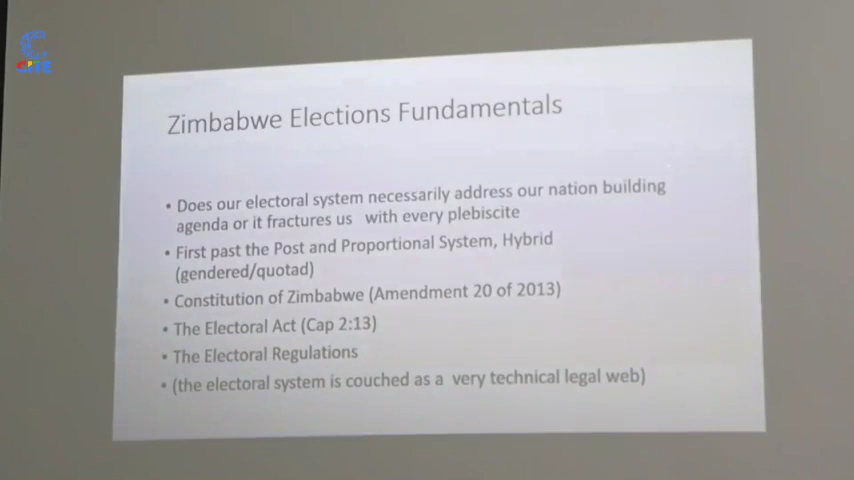 CITE
Zimbabwe Elections Fundamentals
• Does our electoral system necessarily address our nation building
agenda or it fractures us with every plebiscite
• First past the Post and Proportional System, Hybrid
(gendered/quotad)
• Constitution of Zimbabwe (Amendment 20 of 2013)
• The Electoral Act (Cap 2:13)
• The Electoral Regulations
• (the electoral system is couched as a very technical legal web)